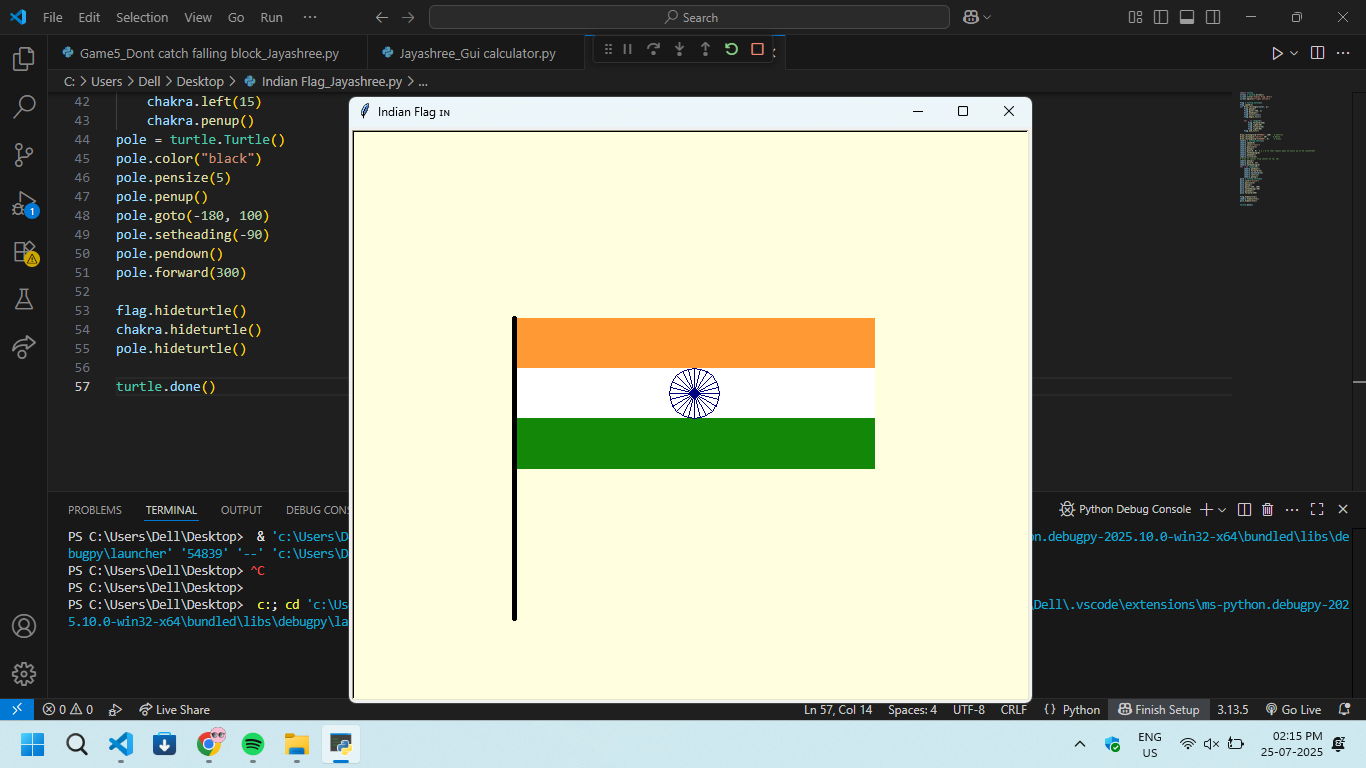 File Edit Selection View Go Run ···
Search
Game5_Dont catch falling block_Jayashree.py
Jayashree_Gui calculator.py
C: > Users > Dell > Desktop > Indian Flag_Jayashree.py > ...
42 chakra.left(15)
43 chakra.penup()
44 pole = turtle.Turtle()
45 pole.color("black")
46 pole.pensize(5)
47 pole.penup()
48 pole.goto(-180, 100)
49 pole.setheading(-90)
50 pole.pendown()
51 pole.forward(300)
52
53 flag.hideturtle()
54 chakra.hideturtle()
55 pole.hideturtle()
56
57 turtle.done()
Indian Flag IN
1
PROBLEMS TERMINAL OUTPUT DEBUG CONS
Python Debug Console
PS C:\Users\Dell\Desktop> & 'c:\Users\D
n.debugpy-2025.10.0-win32-x64\bundled\libs\de
bugpy\launcher' '54839' '--' 'c:\Users\D
PS C:\Users\Dell\Desktop> ^C
PS C:\Users\Dell\Desktop>
PS C:\Users\Dell\Desktop> c:; cd 'c:\Us
\Dell\.vscode\extensions\ms-python.debugpy-202
5.10.0-win32-x64\bundled\libs\debugpy\la
0 0 Live Share
Ln 57, Col 14 Spaces: 4 UTF-8 CRLF {} Python Finish Setup 3.13.5 Go Live
ENG
US
02:15 PM
25-07-2025